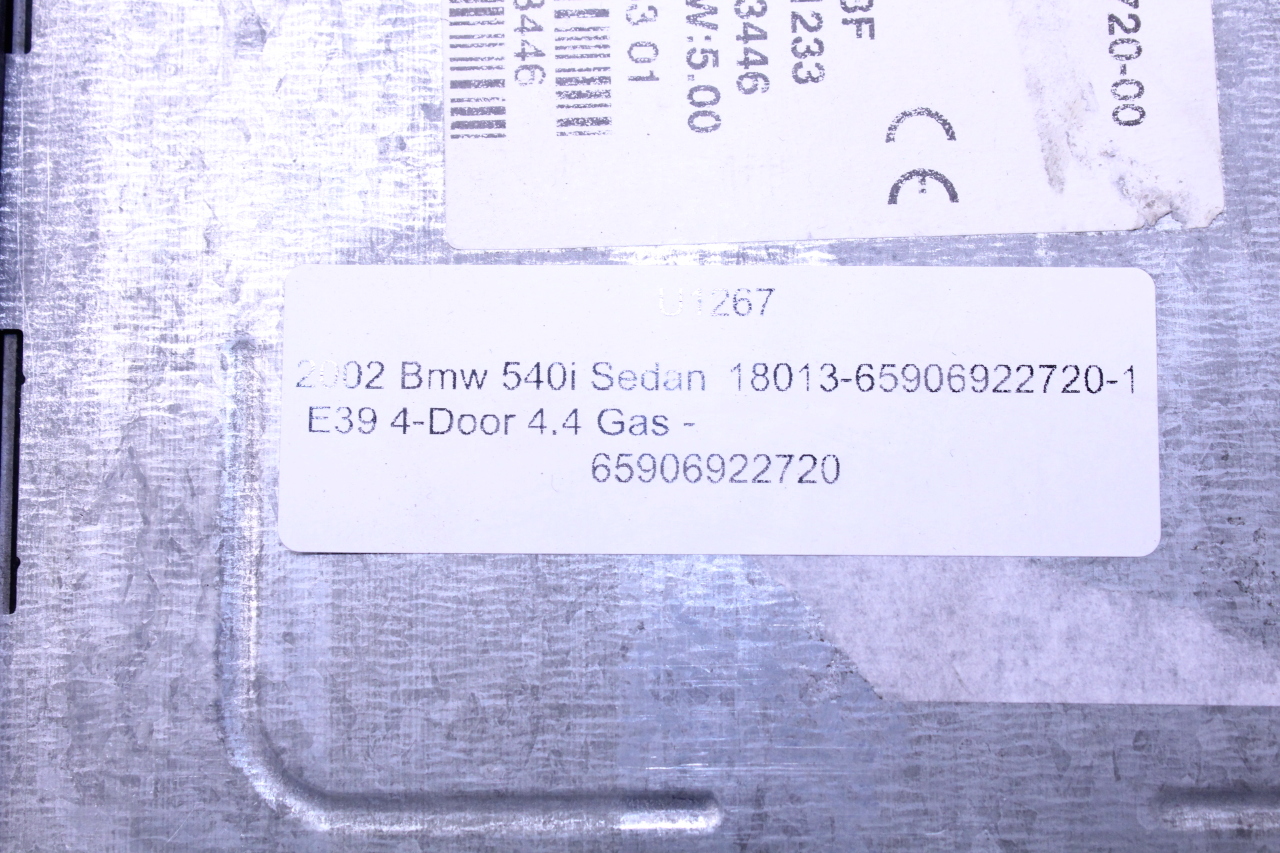 3446
3 01
W:5.00
3446
1233
3F
CE
720-00
U1267
2002 Bmw 540i Sedan 18013-65906922720-1
E39 4-Door 4.4 Gas -
65906922720